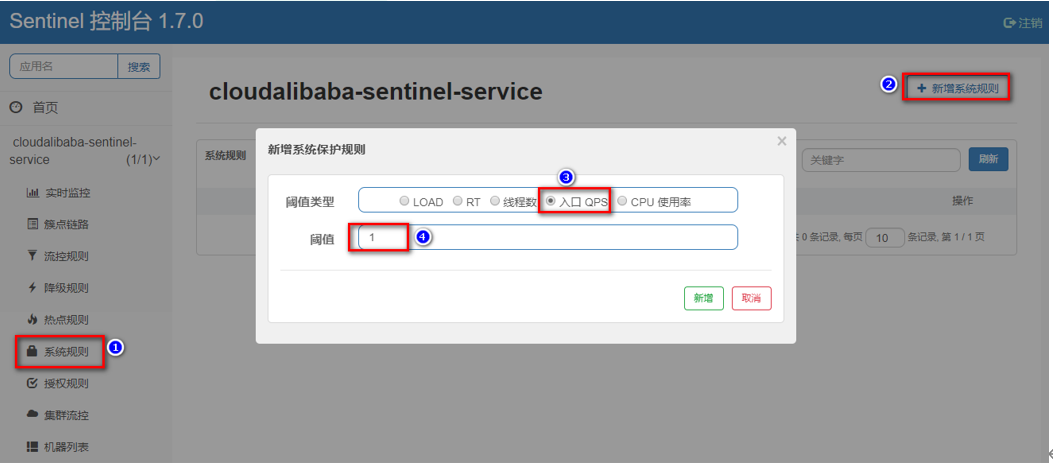 Sentinel 控制台 1.7.0
注销
应用名
搜索
首页
cloudalibaba-sentinel-
service
(1/1)
实时监控
簇点链路
流控规则
降级规则
热点规则
系统规则
1
授权规则
集群流控
机器列表
cloudalibaba-sentinel-service
2
新增系统规则
系统规则
关键字
刷新
操作
0 条记录, 每页 10 条记录, 第 1 / 1 页
新增系统保护规则
×
3
阈值类型
LOAD RT 线程数 入口 QPS CPU 使用率
阈值
1
4
新增
取消